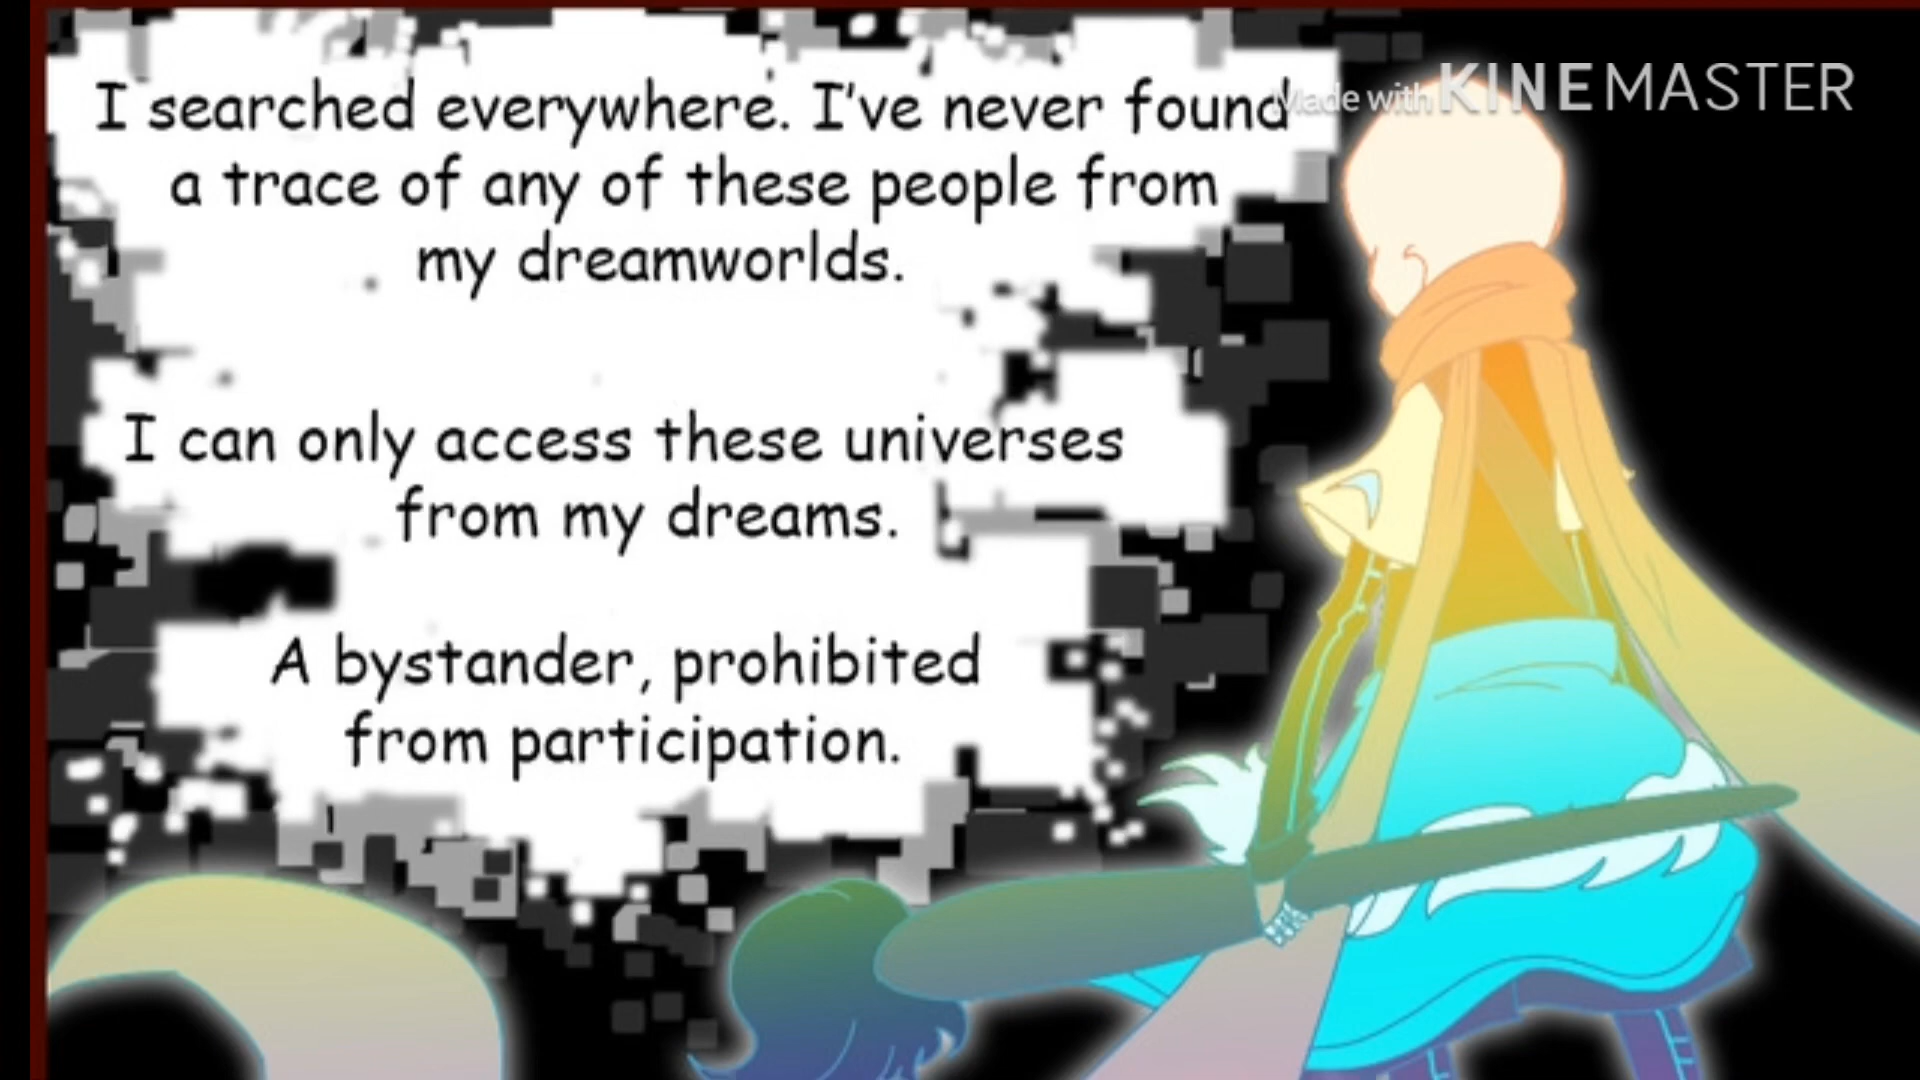 I searched everywhere. I've never found
a trace of any of these people from
my dreamworlds.
I can only access these universes
from my dreams.
A bystander, prohibited
from participation.
Made with KINEMASTER